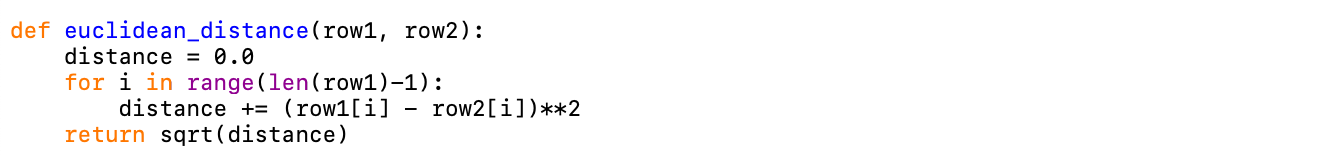 def euclidean_distance(row1, row2):
    distance = 0.0
    for i in range(len(row1)-1):
        distance += (row1[i] - row2[i])**2
    return sqrt(distance)